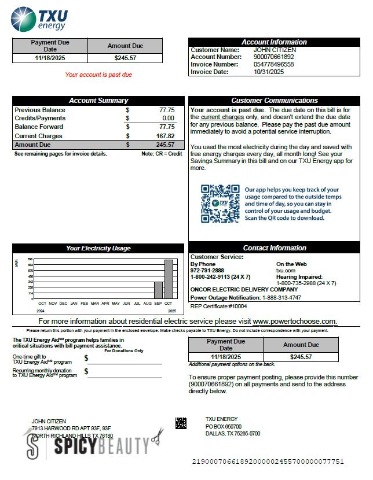 TXU
energy
Payment Due Date
Amount Due
11/18/2025
$245.57
Your account is past due
Account Information
Customer Name: JOHN CITIZEN
Account Number: 900070661892
Invoice Number: 054778496558
Invoice Date: 10/31/2025
Account Summary
Previous Balance $ 77.75
Credits/Payments $ 0.00
Balance Forward $ 77.75
Current Charges $ 167.82
Amount Due $ 245.57
See remaining pages for invoice details. Note: CR = Credit
Customer Communications
Your account is past due. The due date on this bill is for
the current charges only, and doesn't extend the due date
for any previous balance. Please pay the past due amount
immediately to avoid a potential service interruption.
You used the most electricity during the day and saved with
free energy charges every day, all month long! See your
Savings Summary in this bill and on our TXU Energy app for
more.
Our app helps you keep track of your
usage compared to the outside temps
and time of day, so you can stay in
control of your usage and budget.
Scan the QR code to download.
Your Electricity Usage
OCT NOV DEC JAN FEB MAR APR MAY JUN JUL AUG SEP OCT
2024 2025
Contact Information
Customer Service:
By Phone
972-791-2888
1-800-242-9113 (24 X 7)
On the Web
txu.com
Hearing Impaired:
1-800-735-2988 (24 X 7)
ONCOR ELECTRIC DELIVERY COMPANY
Power Outage Notification: 1-888-313-4747
REP Certificate#10004
For more information about residential electric service please visit www.powertochoose.com.
Please return this portion with your payment in the enclosed envelope. Make checks payable to TXU Energy. Do not include correspondence with your payment.
The TXU Energy Aid℠ program helps families in
critical situations with bill payment assistance.
For Donations Only
One time gift to
TXU Energy Aid℠ program $
Recurring monthly donation
to TXU Energy Aid℠ program $
Payment Due Date
Amount Due
11/18/2025
$245.57
Additional payment options on the back.
To ensure proper payment posting, please provide this number
(900070661892) on all payments and send to the address
directly below.
JOHN CITIZEN
7813 HARWOOD RD APT 93F, 93F
NORTH RICHLAND HILLS TX 76180
SPICYBEAUTY
TXU ENERGY
PO BOX 650700
DALLAS, TX 75265-0700